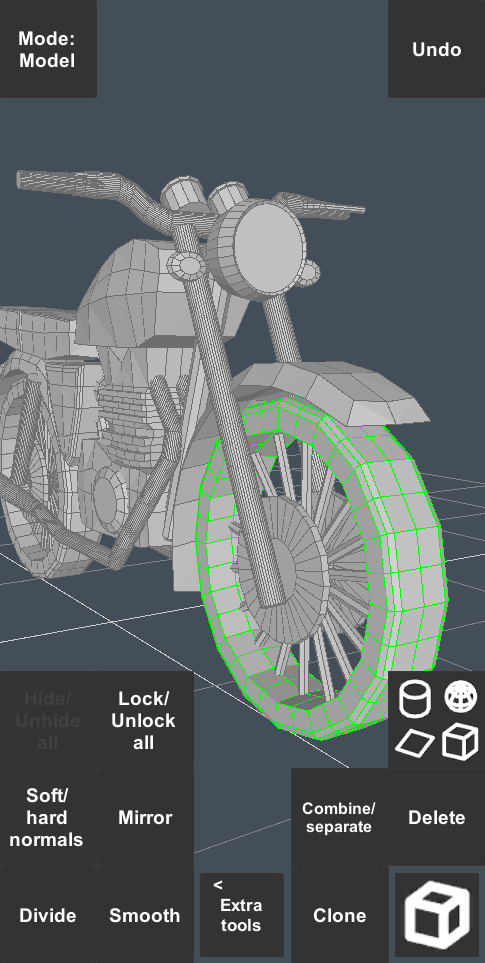 Mode:
Model
Undo
Hide/
Unhide
all
Lock/
Unlock
all
Soft/
hard
normals
Mirror
Combine/
separate
Delete
Divide
Smooth
<
Extra
tools
Clone